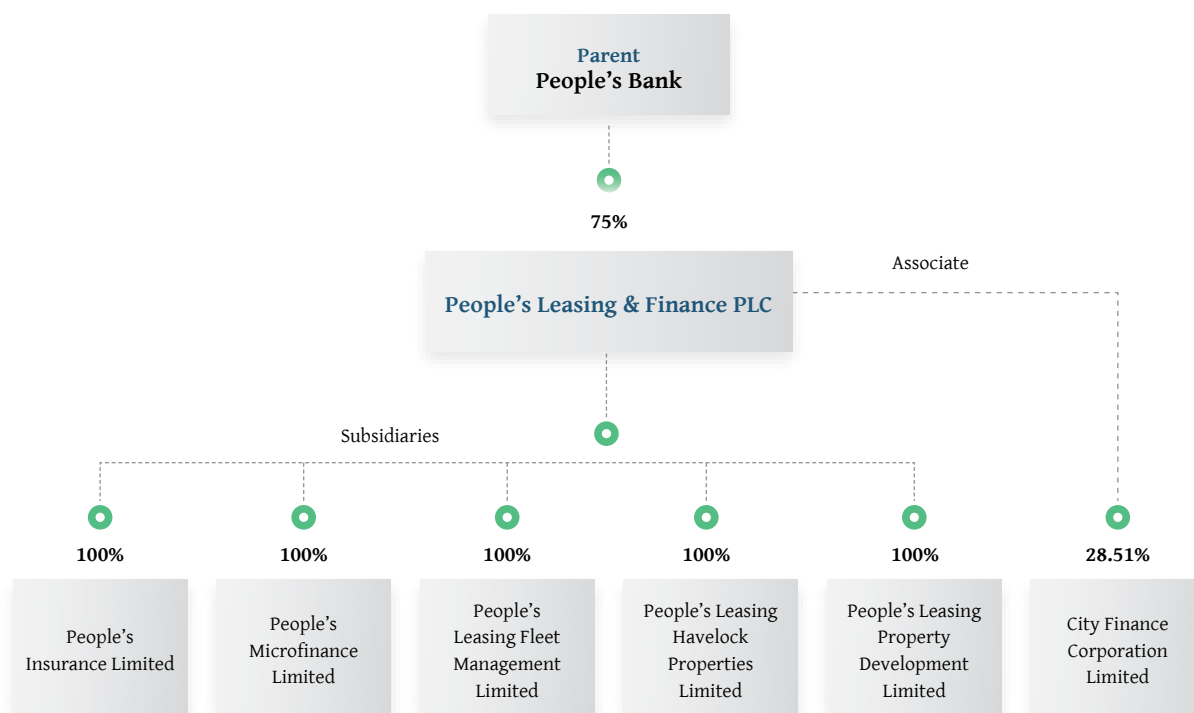 Parent
People’s Bank
75%
Associate
People’s Leasing & Finance PLC
Subsidiaries
100%
100%
100%
100%
100%
28.51%
People’s
Insurance Limited
People’s
Microfinance
Limited
People’s
Leasing Fleet
Management
Limited
People’s Leasing
Havelock
Properties
Limited
People’s Leasing
Property
Development
Limited
City Finance
Corporation
Limited